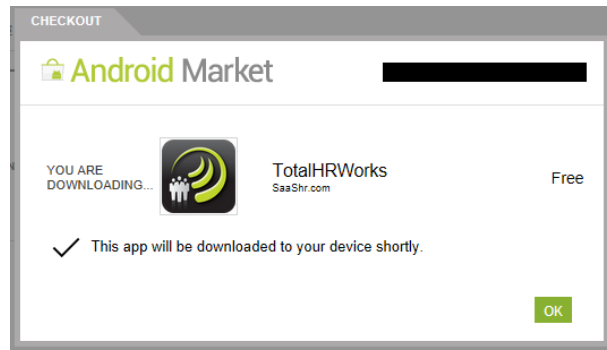 CHECKOUT
Android Market
YOU ARE
DOWNLOADING...
TotalHRWorks
SaaShr.com
Free
This app will be downloaded to your device shortly.
OK